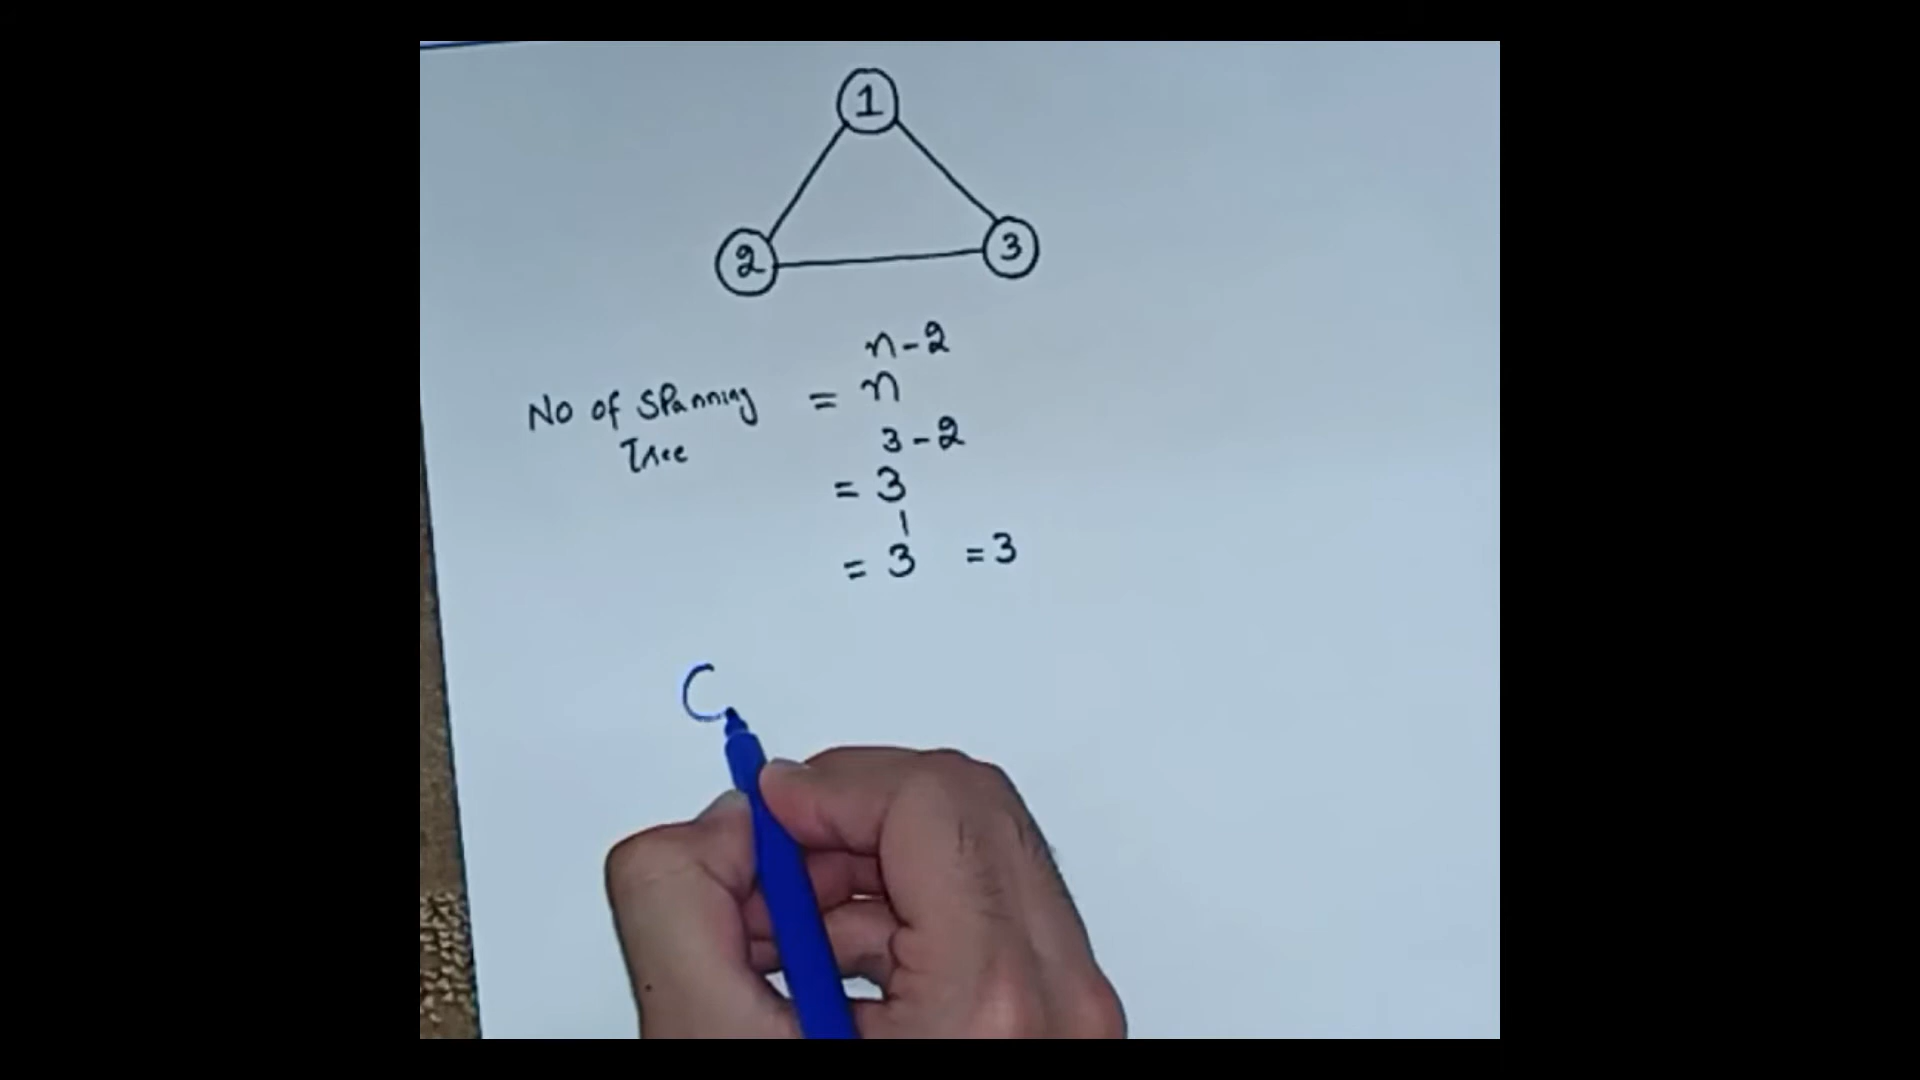 1
2
3
n-2
No of Spanning = n
Tree
3-2
= 3
1
= 3 = 3
C